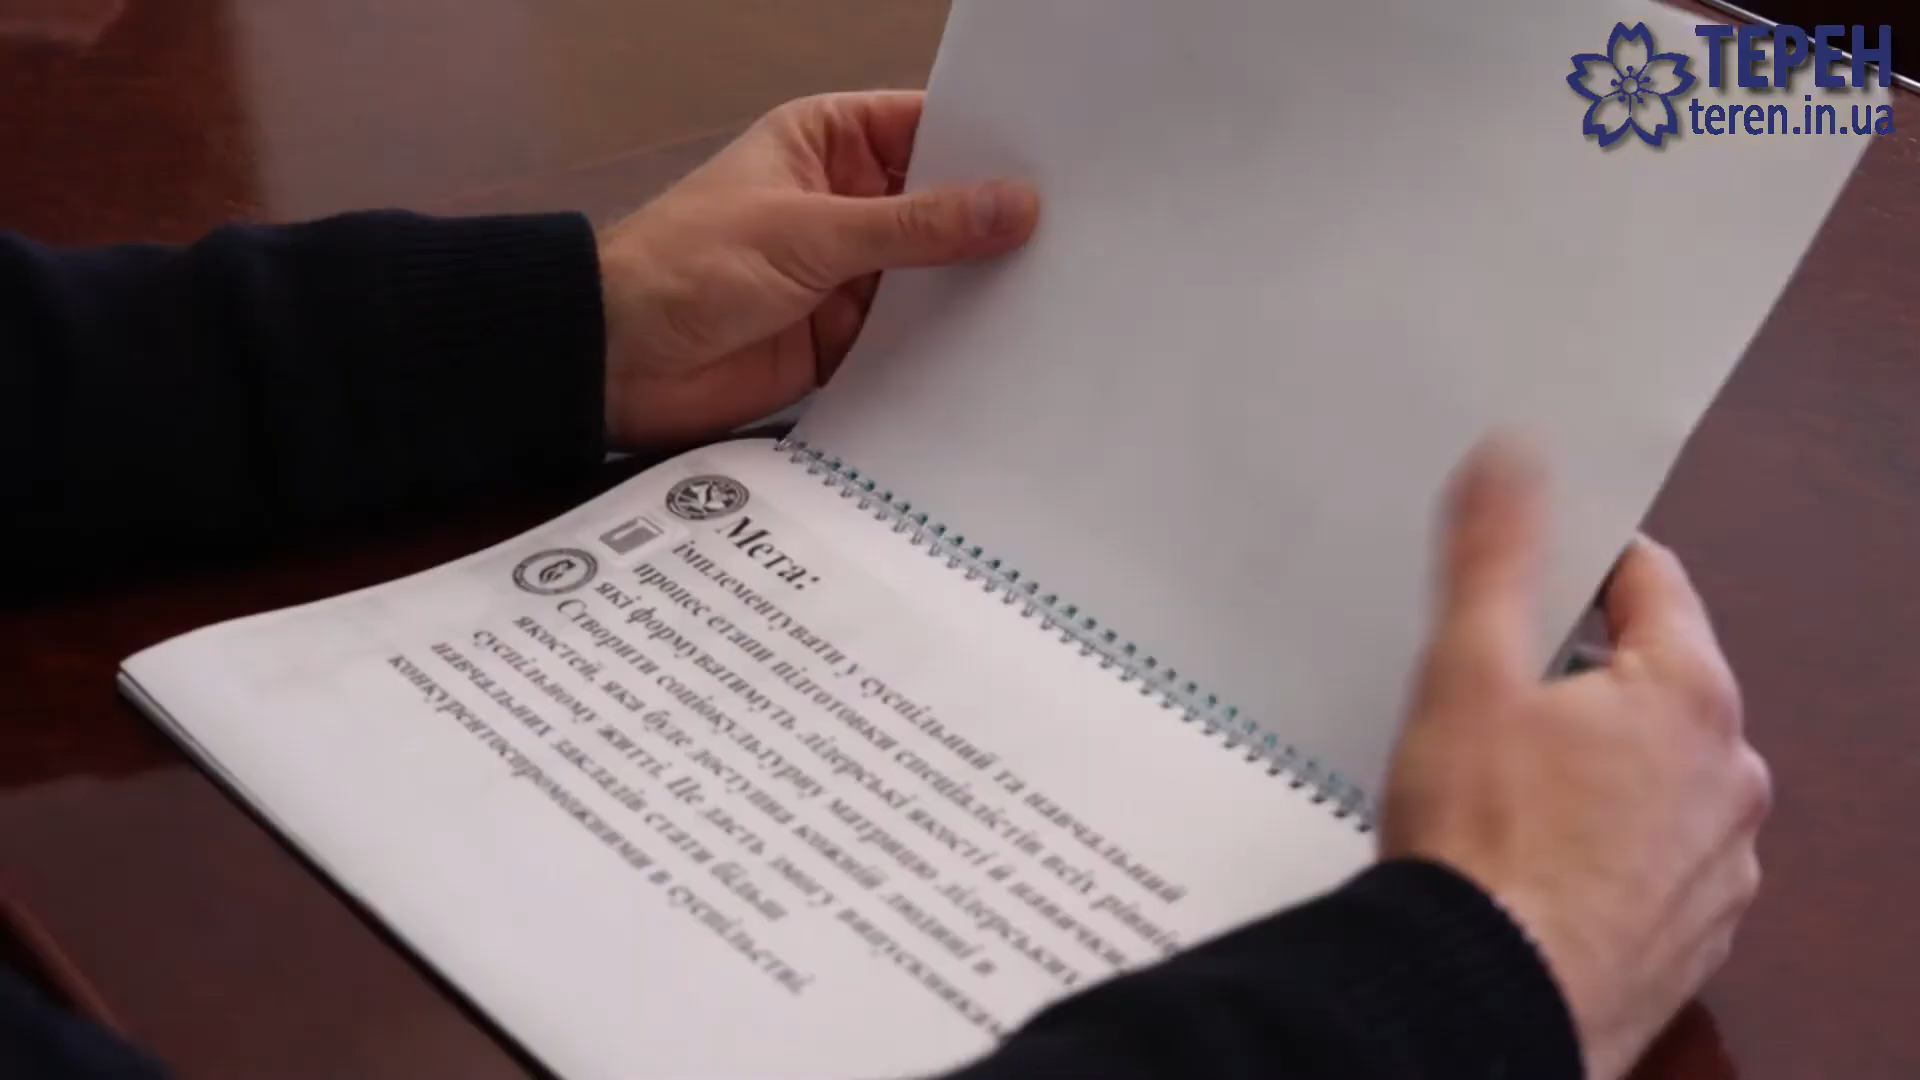 ТЕРЕН
teren.in.ua
Мета:
імплементувати у суспільний та навчальний
процес етапи підготовки спеціалістів всіх рівнів
які формуватимуть лідерські якості й навички
Створити соціокультурну матрицю лідерських
якостей, яка буде доступна кожній людині в
суспільному житті. Це дасть змогу випускникам
навчальних закладів стати більш
конкурентоспроможними в суспільстві.